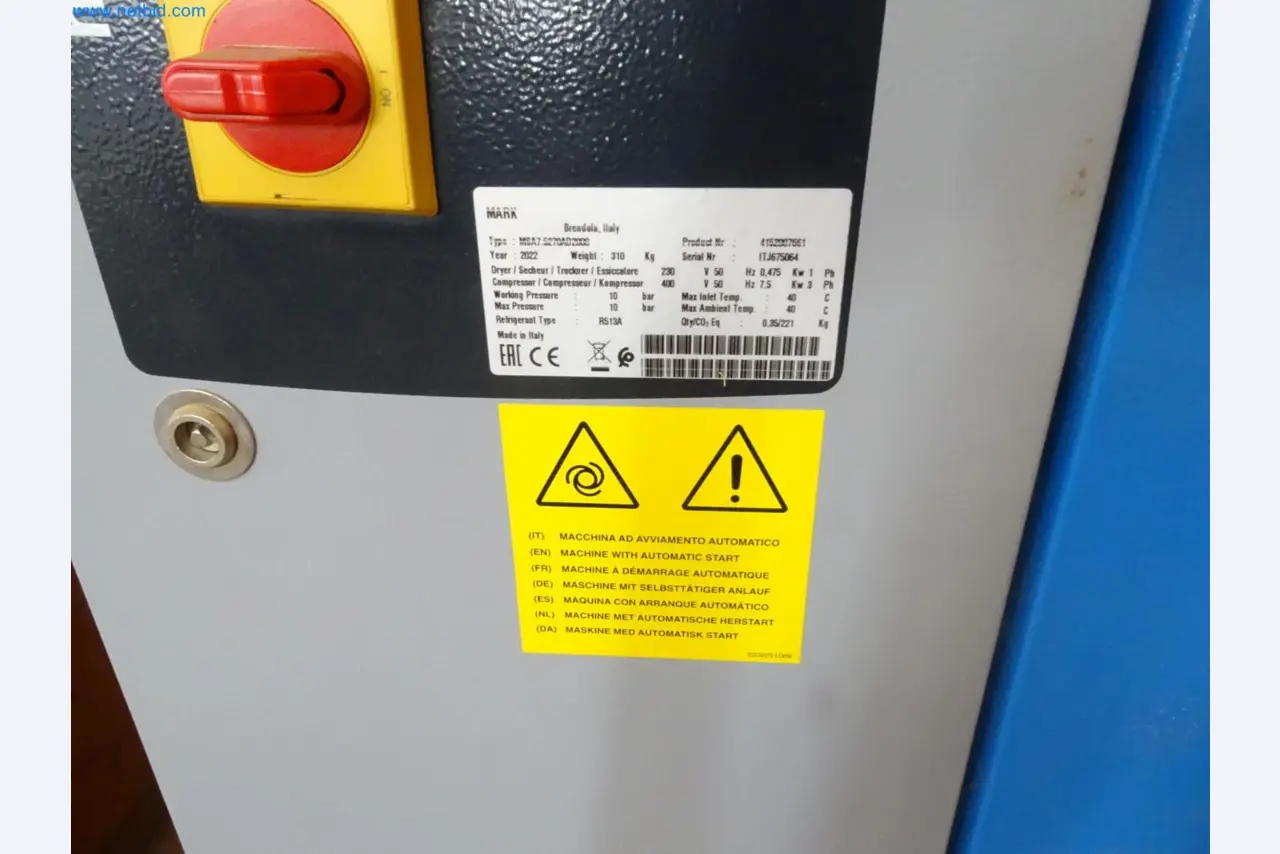 www.netbid.com
I ON
MARK
Brendola, Italy
Type : Product Nr :
Year : 2022 Weight : 310 Kg Serial Nr : ITJ675064
Dryer / Secheur / Trockner / Essiccatore 230 V 50 Hz 0,475 Kw 1 Ph
Compressor / Compresseur / Kompressor 400 V 50 Hz 7,5 Kw 3 Ph
Working Pressure : 10 bar Max Inlet Temp. : 40 C
Max Pressure : 10 bar Max Ambient Temp. : 40 C
Refrigerant Type : R513A Qty/CO₂ Eq : 0,35/221 Kg
Made in Italy
EAC CE
(IT) MACCHINA AD AVVIAMENTO AUTOMATICO
(EN) MACHINE WITH AUTOMATIC START
(FR) MACHINE À DÉMARRAGE AUTOMATIQUE
(DE) MASCHINE MIT SELBSTTÄTIGER ANLAUF
(ES) MÁQUINA CON ARRANQUE AUTOMÁTICO
(NL) MACHINE MET AUTOMATISCHE HERSTART
(DA) MASKINE MED AUTOMATISK START